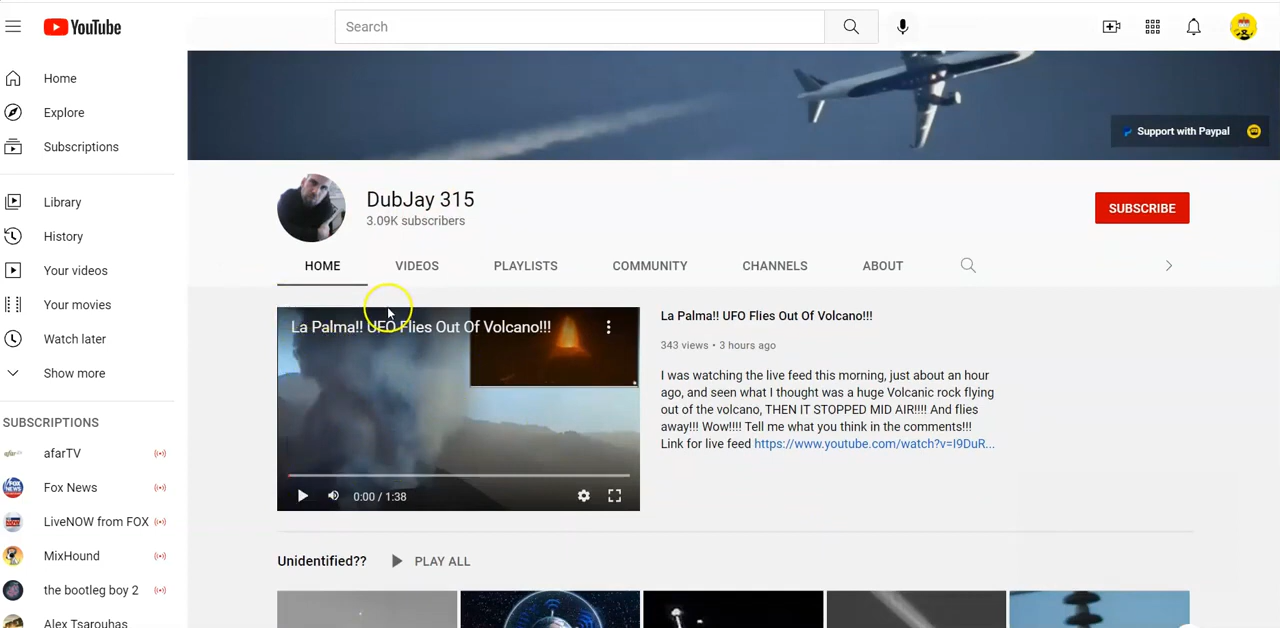 YouTube
Search
Home
Explore
Subscriptions
Library
History
Your videos
Your movies
Watch later
Show more
SUBSCRIPTIONS
afarTV
Fox News
LiveNOW from FOX
MixHound
the bootleg boy 2
Alex Tsarouhas
Support with Paypal
DubJay 315
3.09K subscribers
SUBSCRIBE
HOME VIDEOS PLAYLISTS COMMUNITY CHANNELS ABOUT
La Palma!! UFO Flies Out Of Volcano!!!
0:00 / 1:38
La Palma!! UFO Flies Out Of Volcano!!!
343 views • 3 hours ago
I was watching the live feed this morning, just about an hour
ago, and seen what I thought was a huge Volcanic rock flying
out of the volcano, THEN IT STOPPED MID AIR!!!! And flies
away!!! Wow!!!! Tell me what you think in the comments!!!
Link for live feed https://www.youtube.com/watch?v=I9DuR...
Unidentified?? PLAY ALL